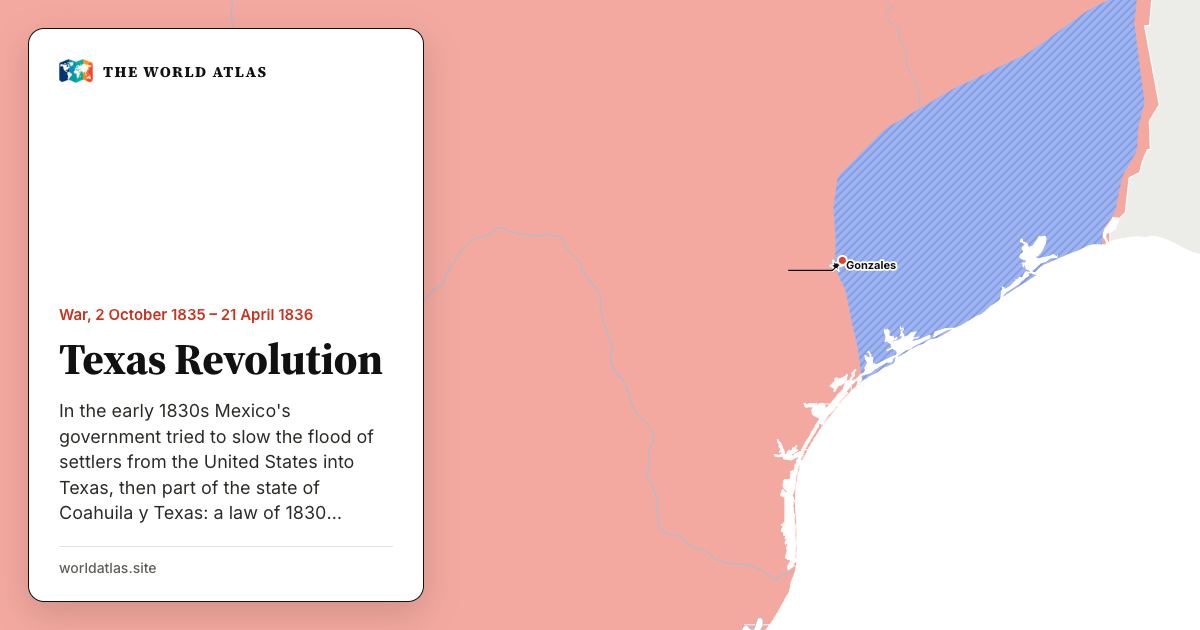 THE WORLD ATLAS
War, 2 October 1835 – 21 April 1836
Texas Revolution
In the early 1830s Mexico's
government tried to slow the flood of
settlers from the United States into
Texas, then part of the state of
Coahuila y Texas: a law of 1830...
worldatlas.site
Gonzales